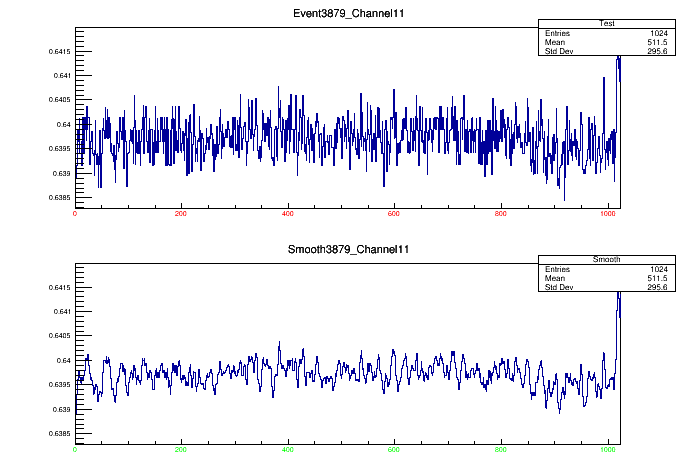 Event3879_Channel11
Test
Entries 1024
Mean 511.5
Std Dev 295.6
0.6415
0.641
0.6405
0.64
0.6395
0.639
0.6385
0 200 400 600 800 1000
Smooth3879_Channel11
Smooth
Entries 1024
Mean 511.5
Std Dev 295.6
0.6415
0.641
0.6405
0.64
0.6395
0.639
0.6385
0 200 400 600 800 1000